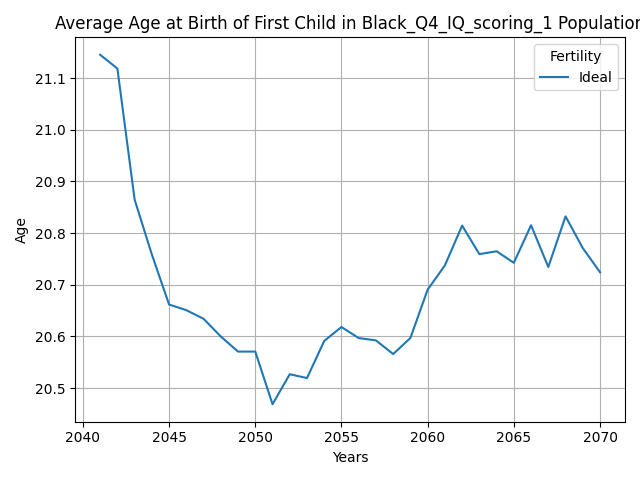 Average Age at Birth of First Child in Black_Q4_IQ_scoring_1 Population
Fertility
Ideal
21.1
21.0
20.9
20.8
20.7
20.6
20.5
Age
2040 2045 2050 2055 2060 2065 2070
Years